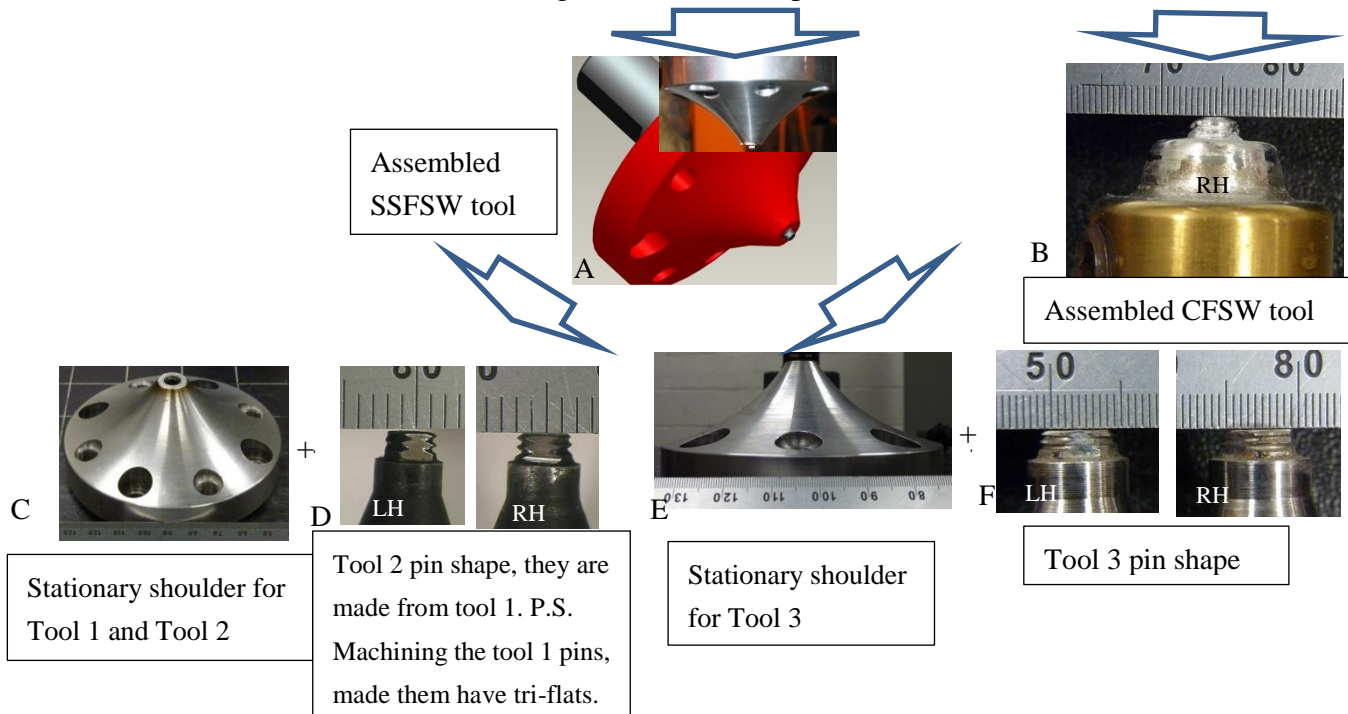 70 80
RH
Assembled
SSFSW tool
A
B
Assembled CFSW tool
80 0
50 80
+
+
LH
RH
LH
RH
C
D
E
F
130 120 110 100 90 80
Stationary shoulder for
Tool 1 and Tool 2
Tool 2 pin shape, they are
made from tool 1. P.S.
Machining the tool 1 pins,
made them have tri-flats.
Stationary shoulder
for Tool 3
Tool 3 pin shape